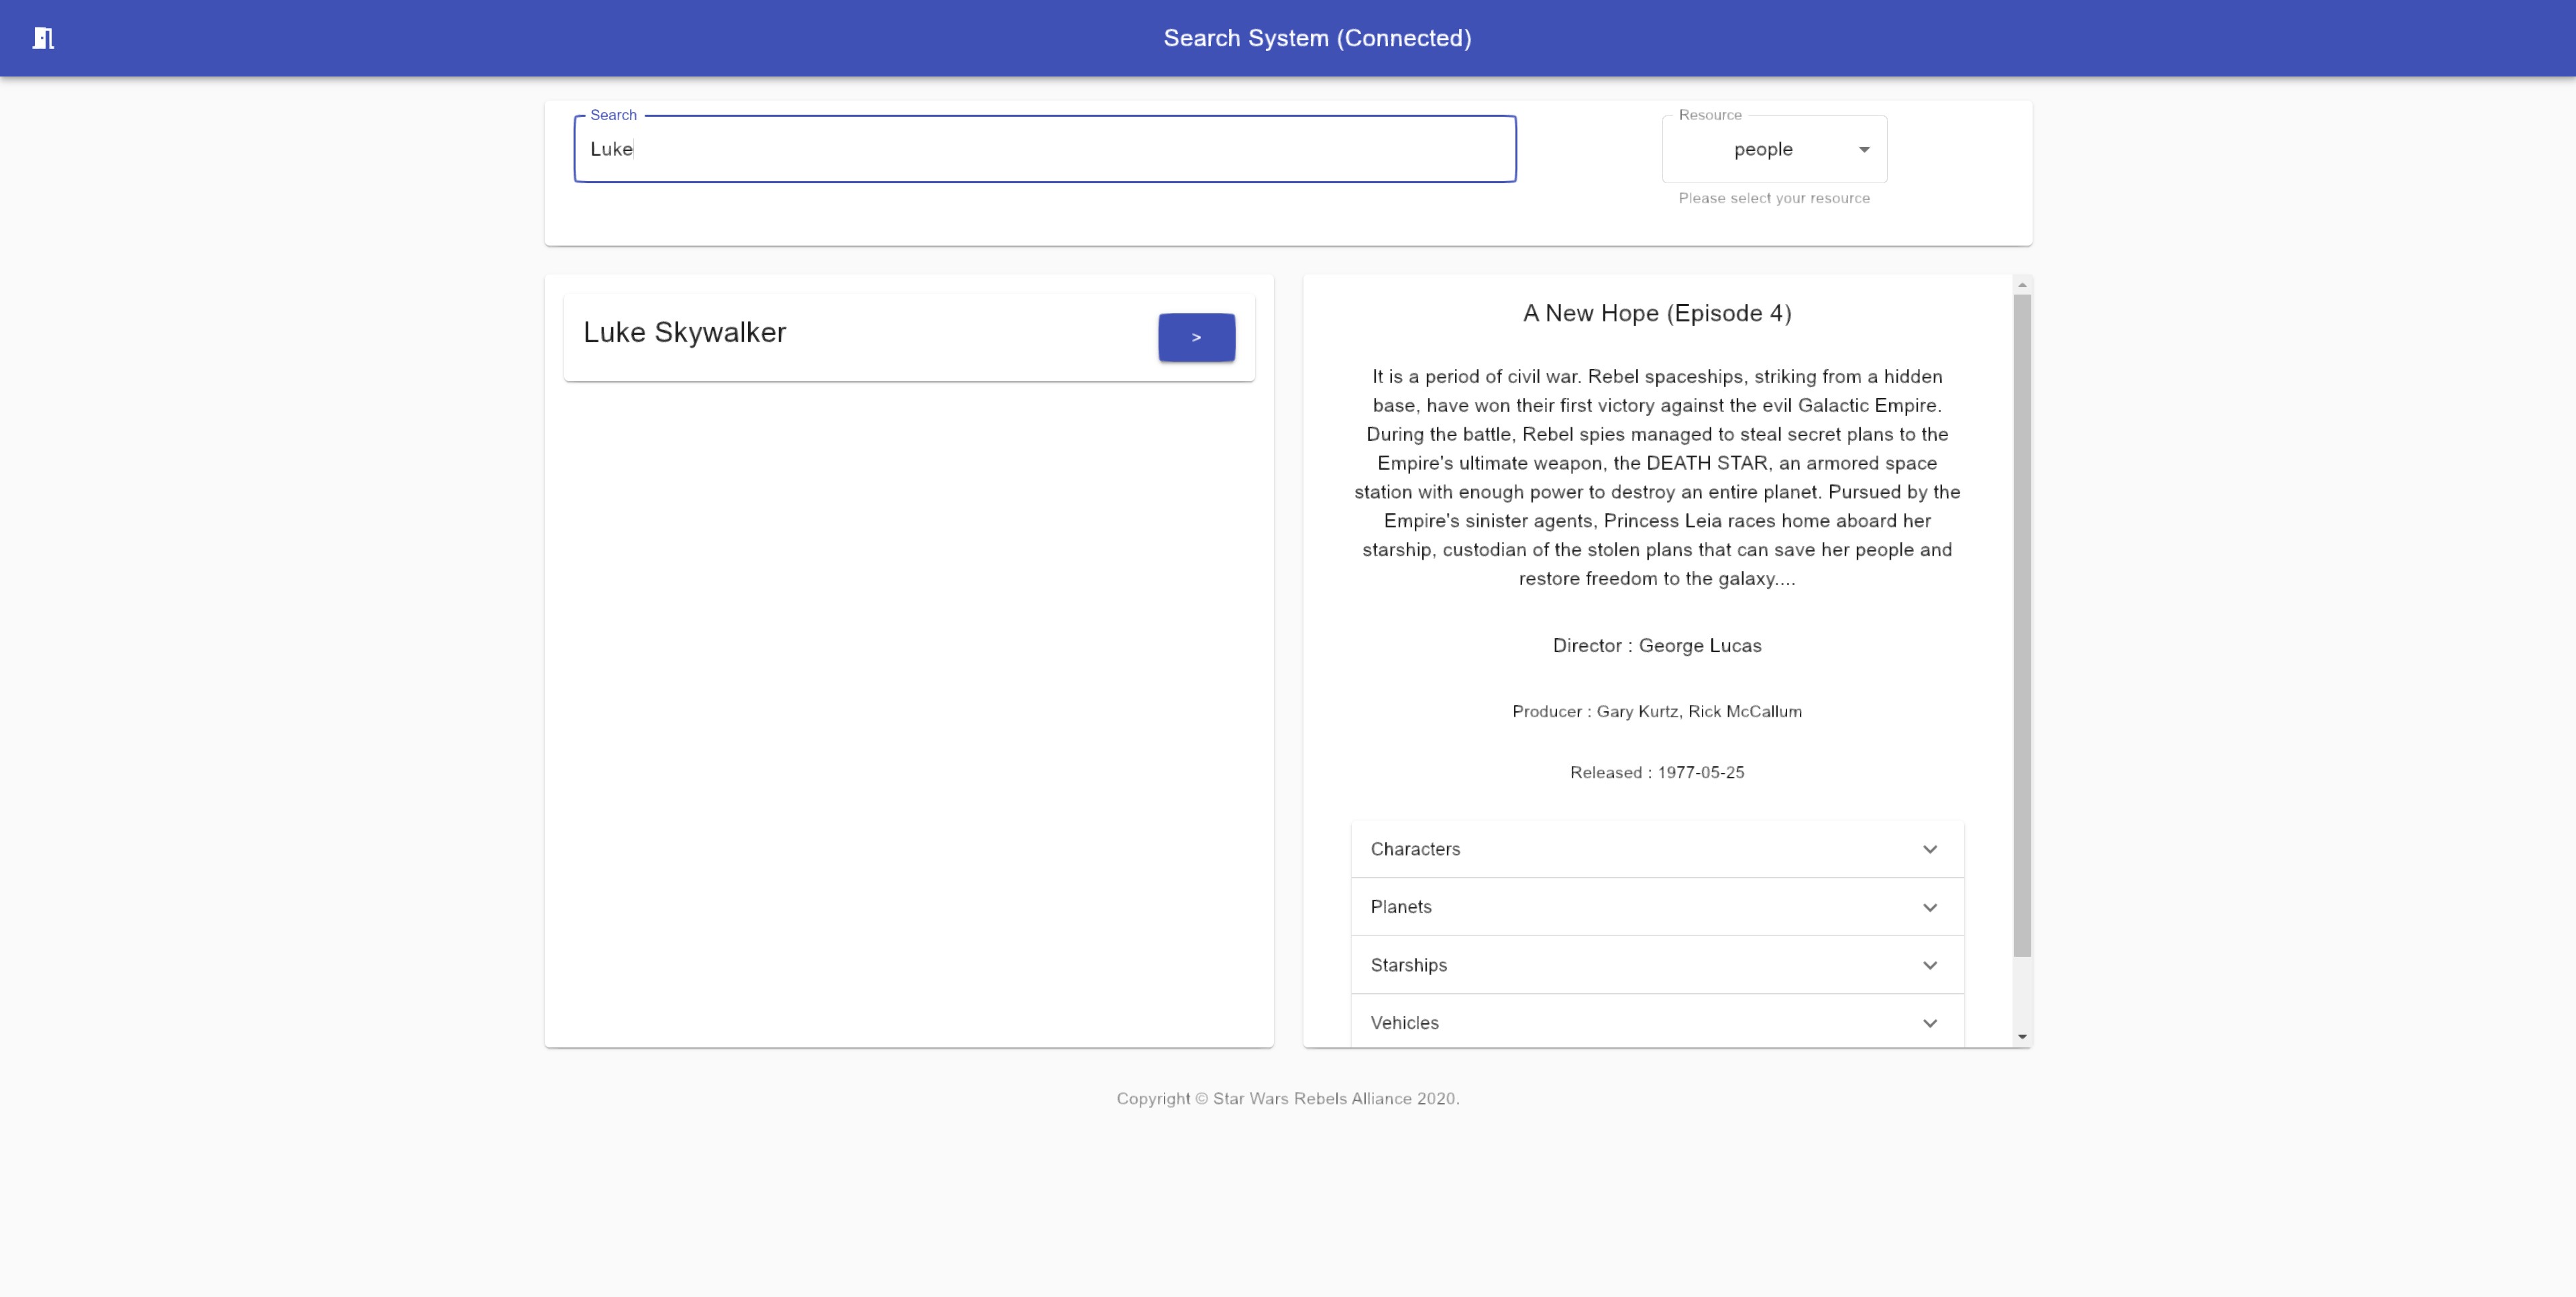 Search System (Connected)
Search
Luke
Resource
people
Please select your resource
Luke Skywalker
>
A New Hope (Episode 4)
It is a period of civil war. Rebel spaceships, striking from a hidden
base, have won their first victory against the evil Galactic Empire.
During the battle, Rebel spies managed to steal secret plans to the
Empire's ultimate weapon, the DEATH STAR, an armored space
station with enough power to destroy an entire planet. Pursued by the
Empire's sinister agents, Princess Leia races home aboard her
starship, custodian of the stolen plans that can save her people and
restore freedom to the galaxy....
Director : George Lucas
Producer : Gary Kurtz, Rick McCallum
Released : 1977-05-25
Characters
Planets
Starships
Vehicles
Copyright © Star Wars Rebels Alliance 2020.